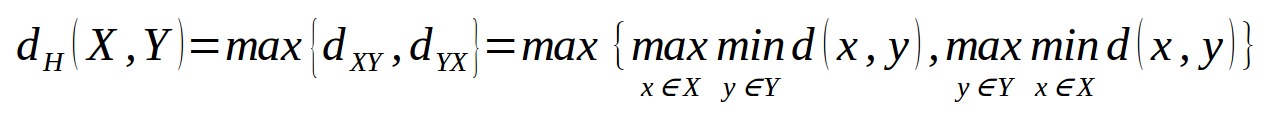 d_H(X,Y)=max{d_XY,d_YX}=max{max_{x∈X} min_{y∈Y} d(x,y),max_{y∈Y} min_{x∈X} d(x,y)}